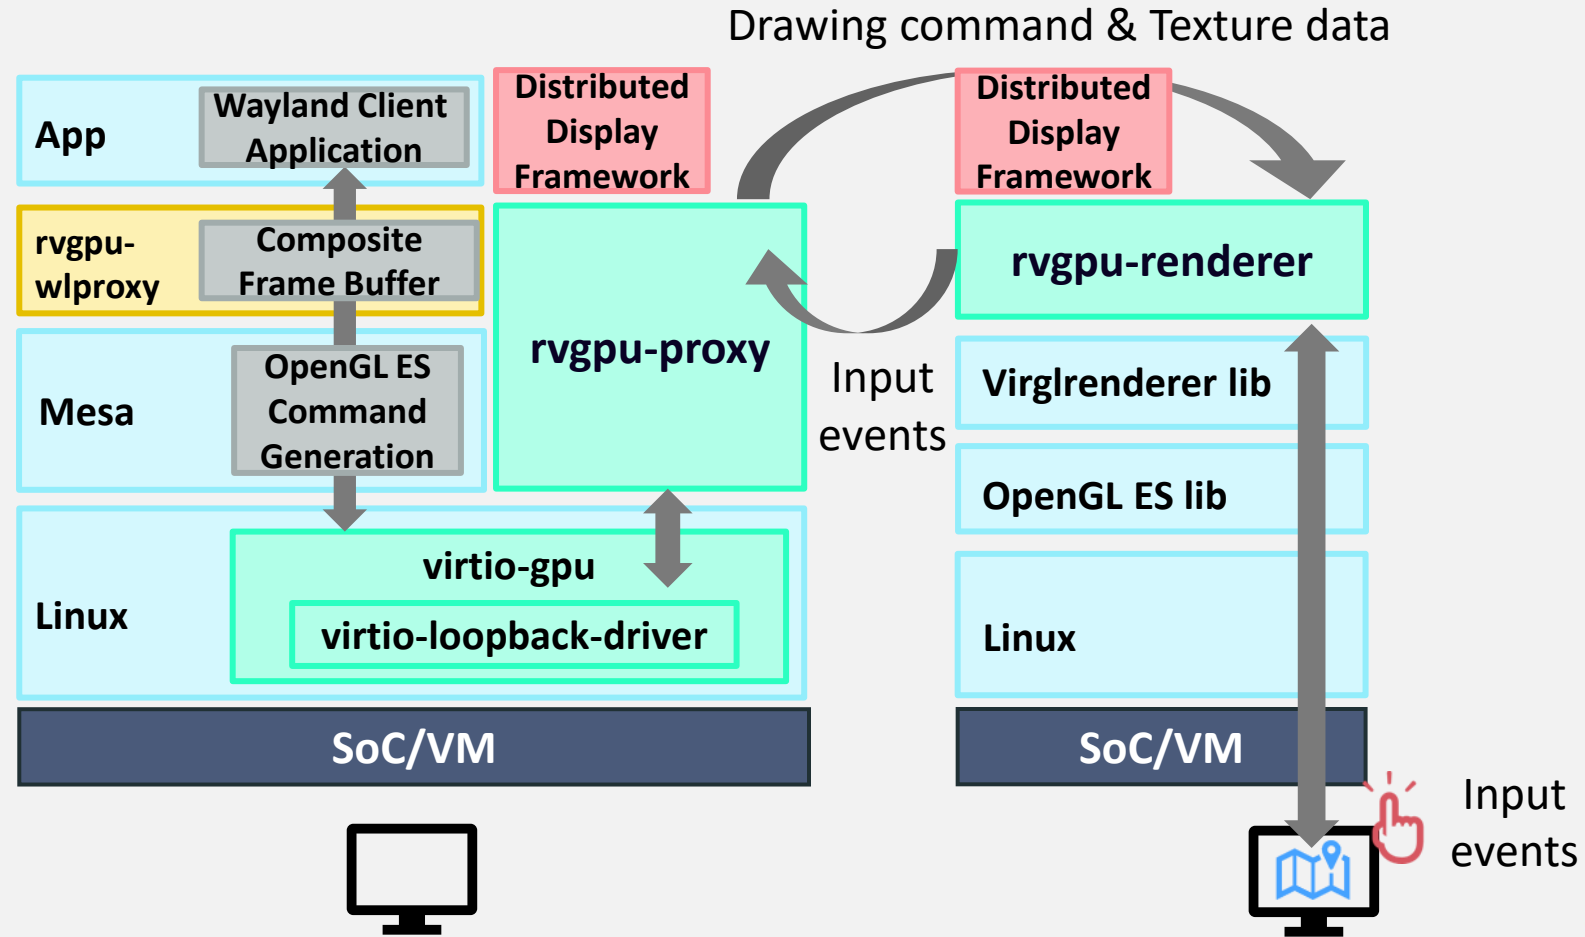 Drawing command & Texture data
App
Wayland Client
Application
Distributed
Display
Framework
Distributed
Display
Framework
rvgpu-
wlproxy
Composite
Frame Buffer
rvgpu-proxy
rvgpu-renderer
Mesa
OpenGL ES
Command
Generation
Input
events
Virglrenderer lib
OpenGL ES lib
Linux
virtio-gpu
virtio-loopback-driver
Linux
SoC/VM
SoC/VM
Input
events